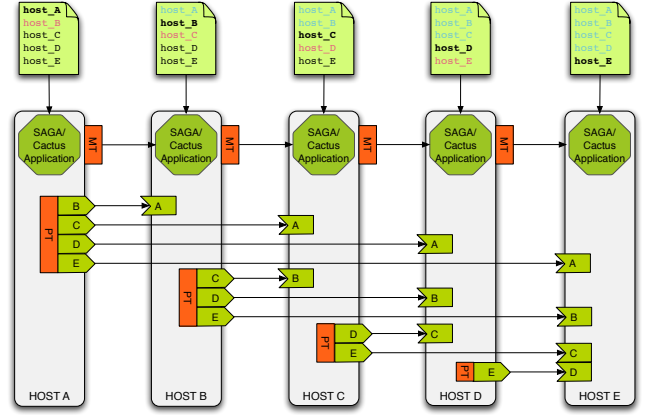 host_A
host_B
host_C
host_D
host_E
host_A
host_B
host_C
host_D
host_E
host_A
host_B
host_C
host_D
host_E
host_A
host_B
host_C
host_D
host_E
host_A
host_B
host_C
host_D
host_E
SAGA/
Cactus
Application
MT
SAGA/
Cactus
Application
MT
SAGA/
Cactus
Application
MT
SAGA/
Cactus
Application
MT
SAGA/
Cactus
Application
PT
B
C
D
E
A
A
A
A
PT
C
D
E
B
B
B
PT
D
E
C
C
PT
E
D
HOST A
HOST B
HOST C
HOST D
HOST E